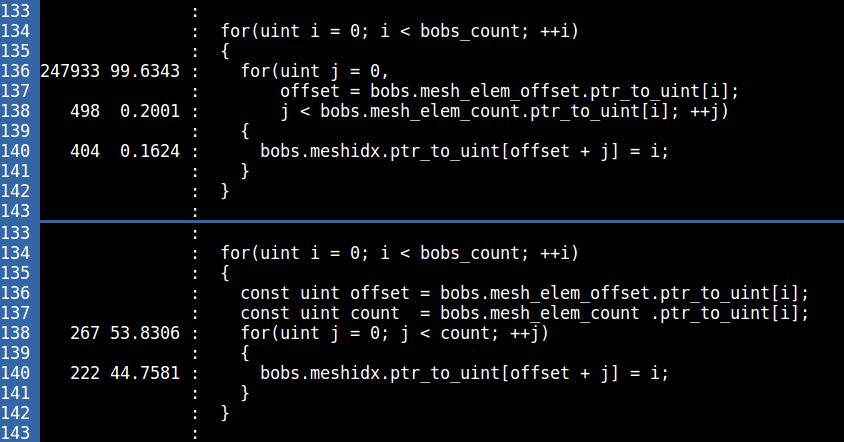 133                :
134                :  for(uint i = 0; i < bobs_count; ++i)
135                :  {
136 247933 99.6343 :    for(uint j = 0,
137                :        offset = bobs.mesh_elem_offset.ptr_to_uint[i];
138    498  0.2001 :        j < bobs.mesh_elem_count.ptr_to_uint[i]; ++j)
139                :    {
140    404  0.1624 :      bobs.meshidx.ptr_to_uint[offset + j] = i;
141                :    }
142                :  }
143                :
133                :
134                :  for(uint i = 0; i < bobs_count; ++i)
135                :  {
136                :    const uint offset = bobs.mesh_elem_offset.ptr_to_uint[i];
137                :    const uint count  = bobs.mesh_elem_count .ptr_to_uint[i];
138    267 53.8306 :    for(uint j = 0; j < count; ++j)
139                :    {
140    222 44.7581 :      bobs.meshidx.ptr_to_uint[offset + j] = i;
141                :    }
142                :  }
143                :